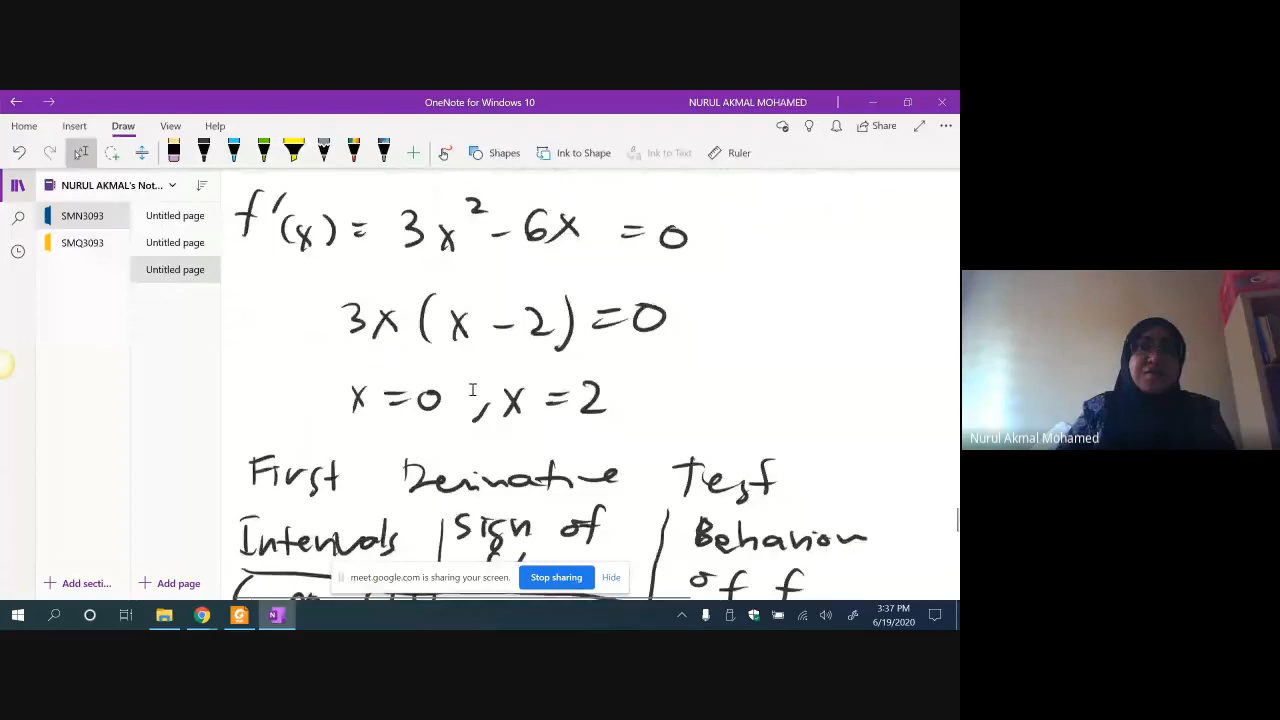 OneNote for Windows 10
NURUL AKMAL MOHAMED
Home Insert Draw View Help
Share
Shapes Ink to Shape Ink to Text Ruler
NURUL AKMAL's Not...
SMN3093
SMQ3093
Untitled page
Untitled page
Untitled page
f'(x) = 3x² - 6x = 0
3x (x - 2) = 0
x = 0 , x = 2
First Derivative Test
Intervals | Sign of | Behavior
of f
meet.google.com is sharing your screen. Stop sharing Hide
Add secti... Add page
3:37 PM
6/19/2020
Nurul Akmal Mohamed